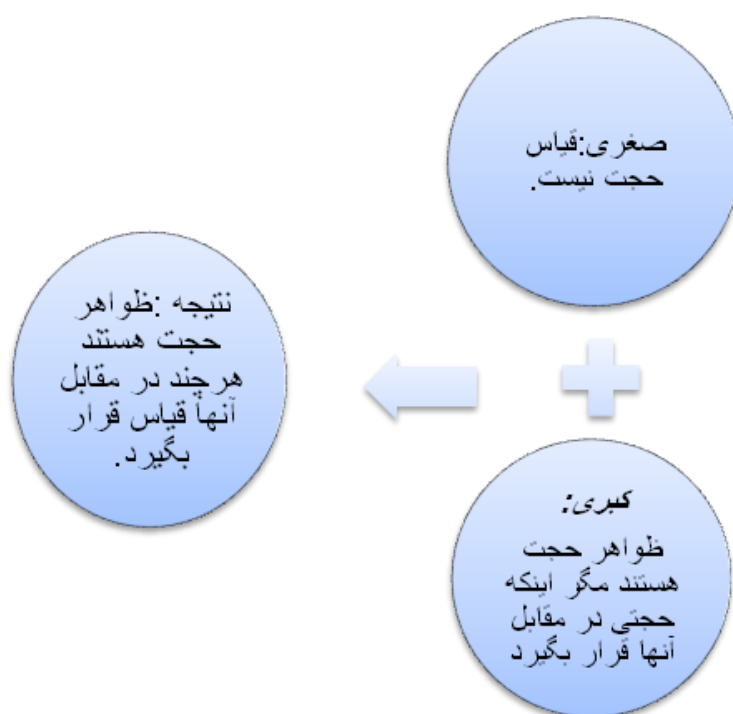 صغری:قیاس
حجت نیست.
کبری:
ظواهر حجت
هستند مگر اینکه
حجتی در مقابل
آنها قرار بگیرد
نتیجه :ظواهر
حجت هستند
هرچند در مقابل
آنها قیاس قرار
بگیرد.